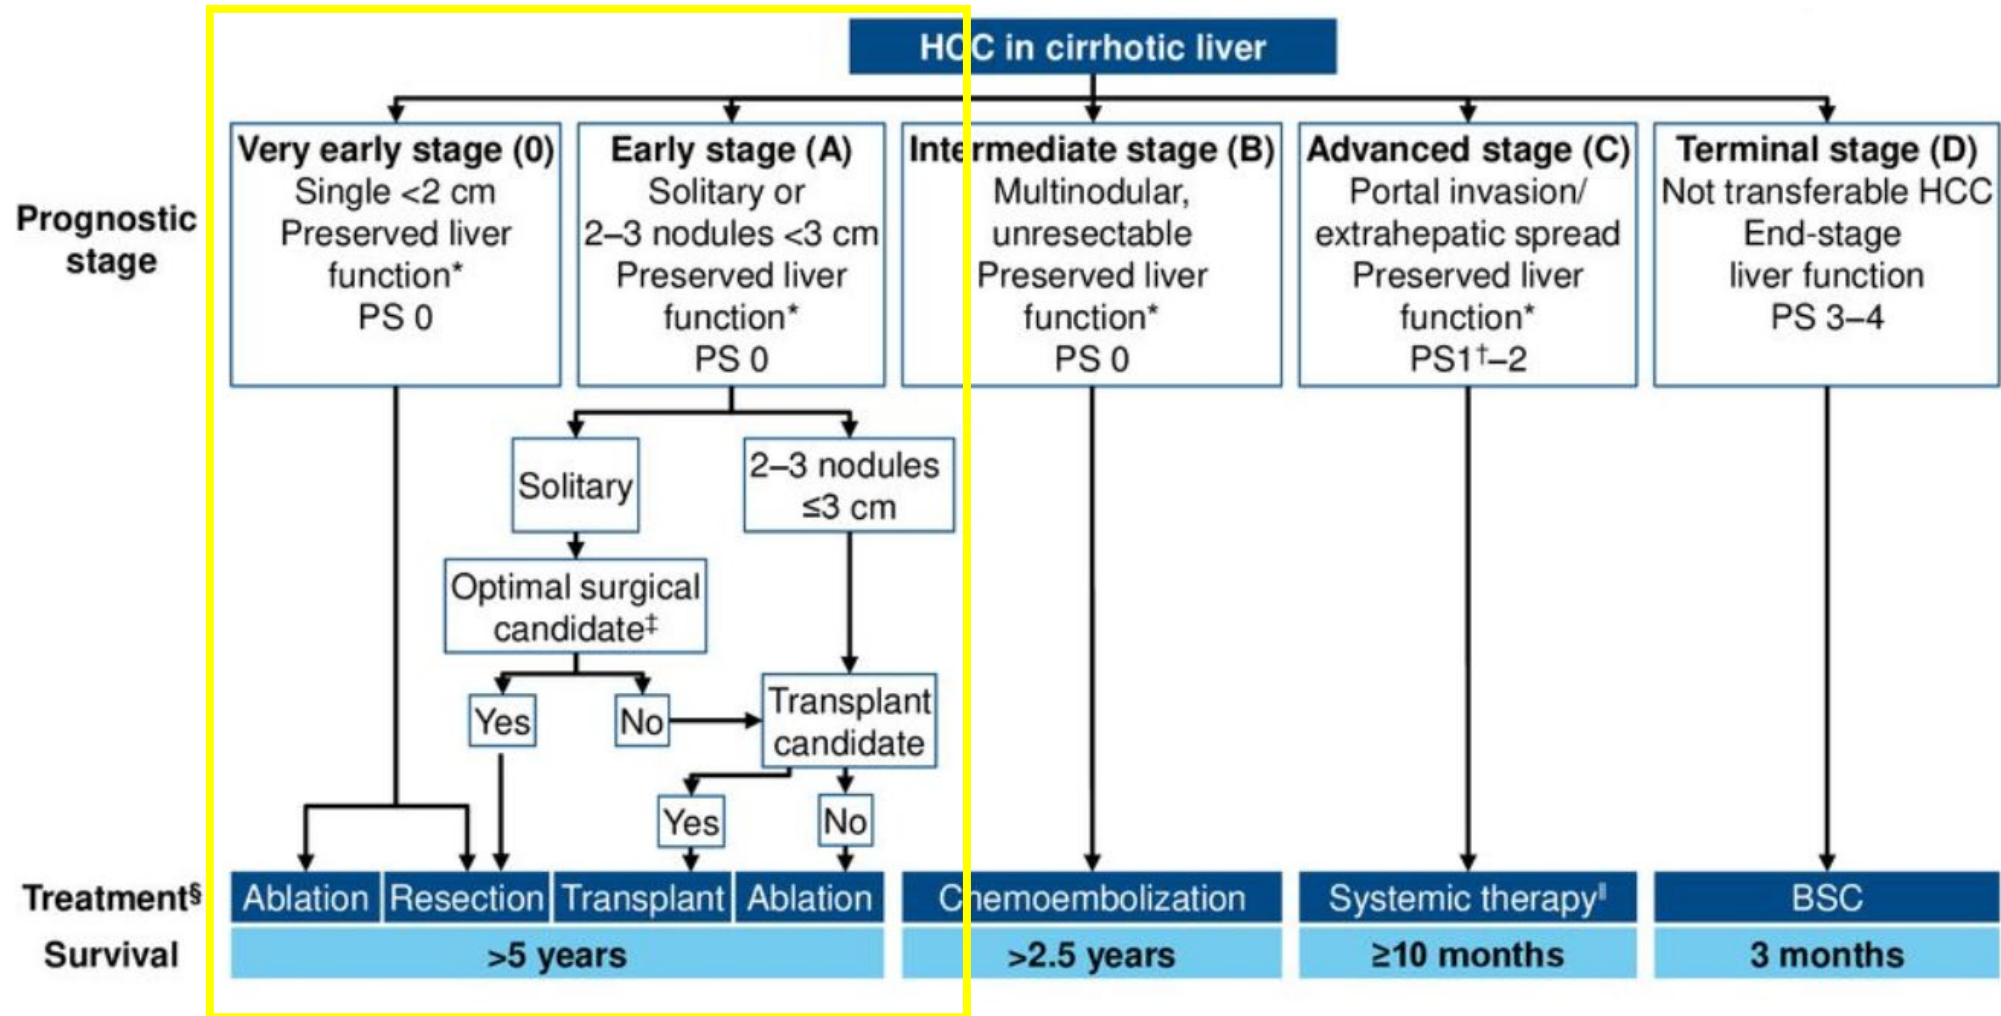 HCC in cirrhotic liver
Prognostic
stage
Very early stage (0)
Single <2 cm
Preserved liver
function*
PS 0
Early stage (A)
Solitary or
2–3 nodules <3 cm
Preserved liver
function*
PS 0
Intermediate stage (B)
Multinodular,
unresectable
Preserved liver
function*
PS 0
Advanced stage (C)
Portal invasion/
extrahepatic spread
Preserved liver
function*
PS1†–2
Terminal stage (D)
Not transferable HCC
End-stage
liver function
PS 3–4
Solitary
2–3 nodules
≤3 cm
Optimal surgical
candidate‡
Yes
No
Transplant
candidate
Yes
No
Treatment§
Ablation
Resection
Transplant
Ablation
Chemoembolization
Systemic therapy‖
BSC
Survival
>5 years
>2.5 years
≥10 months
3 months